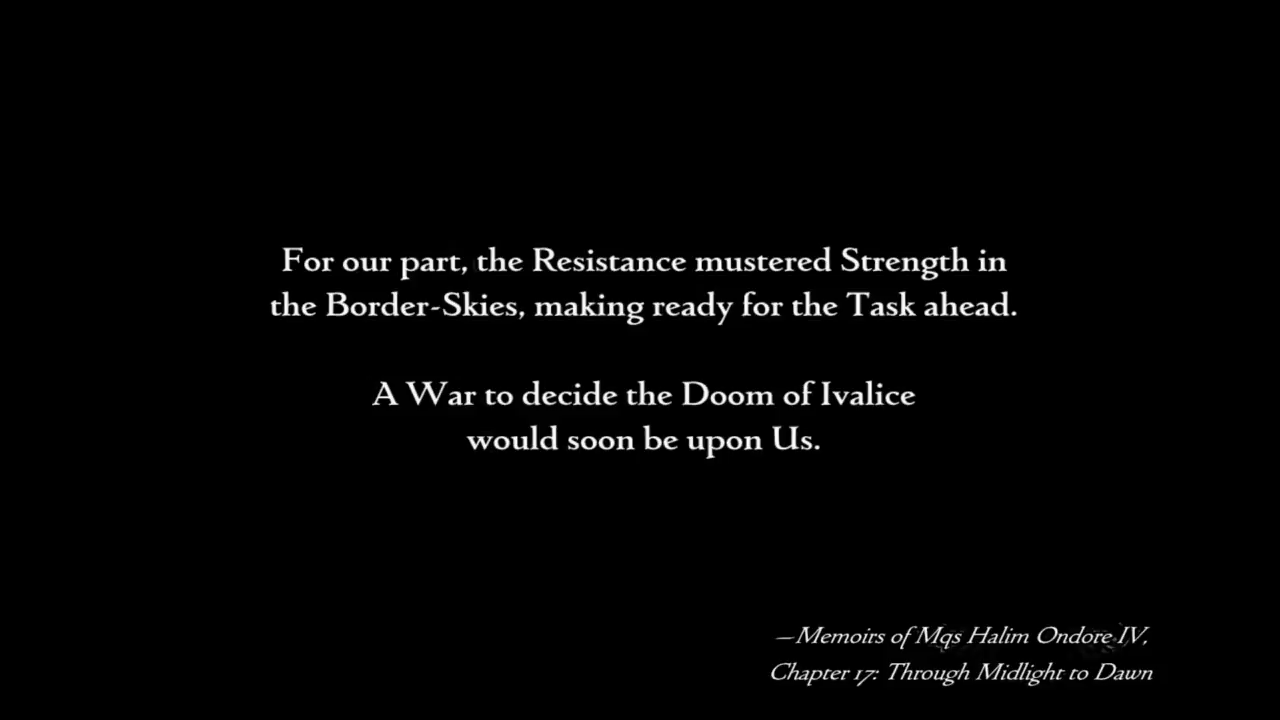 For our part, the Resistance mustered Strength in
the Border-Skies, making ready for the Task ahead.
A War to decide the Doom of Ivalice
would soon be upon Us.
—Memoirs of Mqs Halim Ondore IV,
Chapter 17: Through Midlight to Dawn